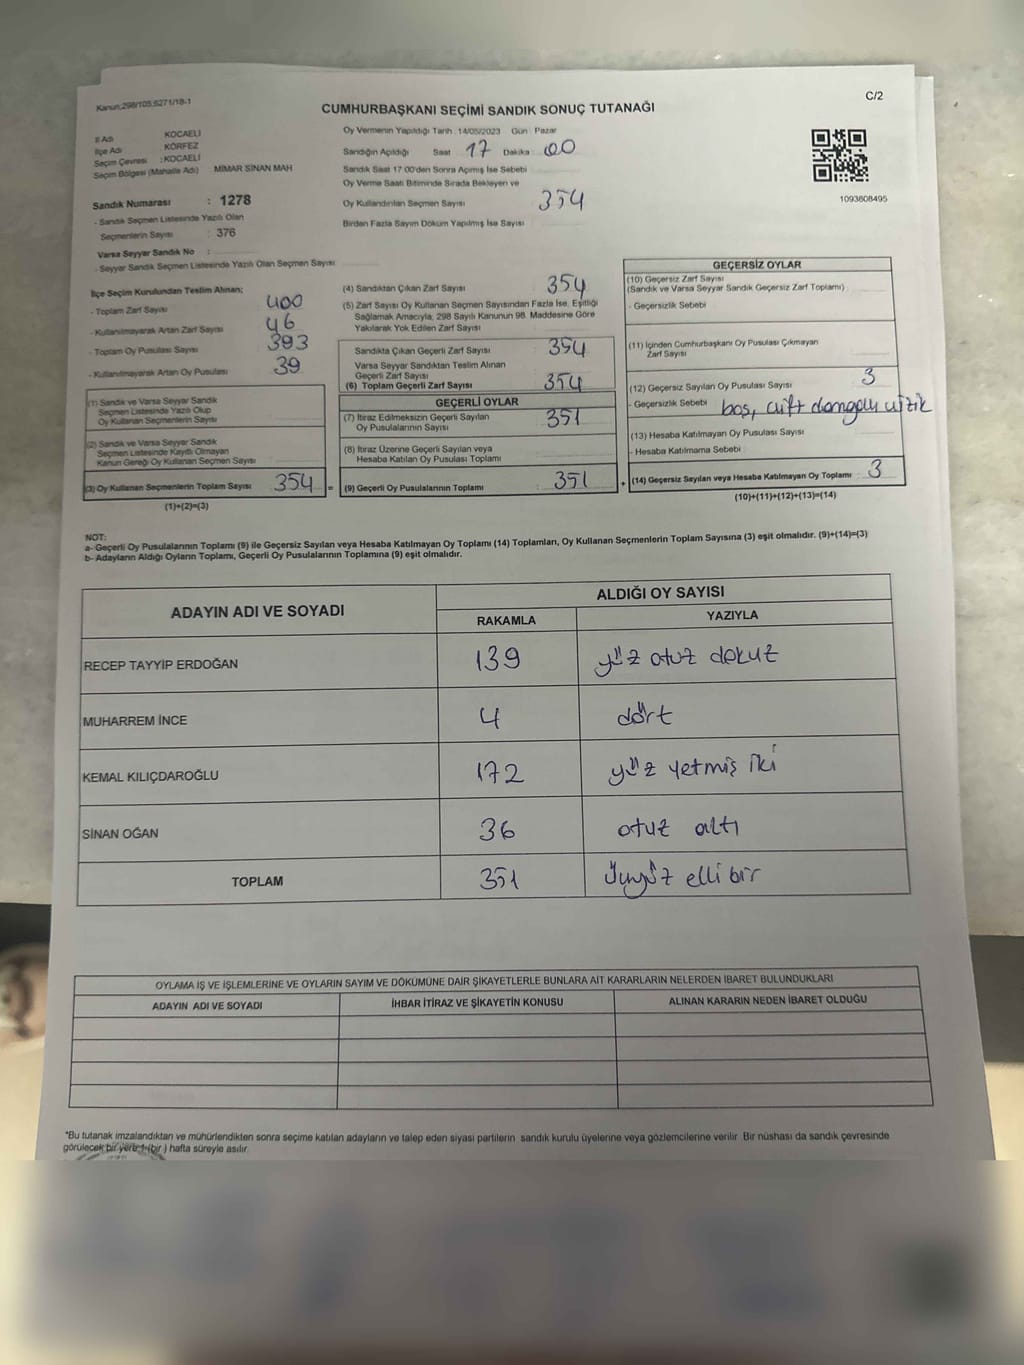 Kanun;298/105;6271/18-1
C/2
CUMHURBAŞKANI SEÇİMİ SANDIK SONUÇ TUTANAĞI
İl Adı KOCAELİ
İlçe Adı KÖRFEZ
Seçim Çevresi : KOCAELİ
Seçim Bölgesi (Mahalle Adı) MİMAR SİNAN MAH
Sandık Numarası : 1278
- Sandık Seçmen Listesinde Yazılı Olan
Seçmenlerin Sayısı : 376
Varsa Seyyar Sandık No :
- Seyyar Sandık Seçmen Listesinde Yazılı Olan Seçmen Sayısı
Oy Vermenin Yapıldığı Tarih : 14/05/2023 Gün : Pazar
Sandığın Açıldığı Saat 17 Dakika 00
Sandık Saat 17:00'den Sonra Açılmış İse Sebebi
Oy Verme Saati Bitiminde Sırada Bekleyen ve
Oy Kullandırılan Seçmen Sayısı 354
Birden Fazla Sayım Döküm Yapılmış İse Sayısı
1093808495
İlçe Seçim Kurulundan Teslim Alınan;
- Toplam Zarf Sayısı 400
- Kullanılmayarak Artan Zarf Sayısı 46
- Toplam Oy Pusulası Sayısı 393
- Kullanılmayarak Artan Oy Pusulası 39
(1) Sandık ve Varsa Seyyar Sandık
Seçmen Listesinde Yazılı Olup
Oy Kullanan Seçmenlerin Sayısı
(2) Sandık ve Varsa Seyyar Sandık
Seçmen Listesinde Kayıtlı Olmayan
Kanun Gereği Oy Kullanan Seçmen Sayısı
(3) Oy Kullanan Seçmenlerin Toplam Sayısı 354 =
(1)+(2)=(3)
(4) Sandıktan Çıkan Zarf Sayısı 354
(5) Zarf Sayısı Oy Kullanan Seçmen Sayısından Fazla İse, Eşitliği
Sağlamak Amacıyla, 298 Sayılı Kanunun 98. Maddesine Göre
Yakılarak Yok Edilen Zarf Sayısı
Sandıkta Çıkan Geçerli Zarf Sayısı 354
Varsa Seyyar Sandıktan Teslim Alınan
Geçerli Zarf Sayısı
(6) Toplam Geçerli Zarf Sayısı 354
GEÇERLİ OYLAR
(7) İtiraz Edilmeksizin Geçerli Sayılan
Oy Pusulalarının Sayısı 351
(8) İtiraz Üzerine Geçerli Sayılan veya
Hesaba Katılan Oy Pusulası Toplamı
(9) Geçerli Oy Pusulalarının Toplamı : 351 +
GEÇERSİZ OYLAR
(10) Geçersiz Zarf Sayısı
(Sandık ve Varsa Seyyar Sandık Geçersiz Zarf Toplamı)
- Geçersizlik Sebebi
(11) İçinden Cumhurbaşkanı Oy Pusulası Çıkmayan
Zarf Sayısı
(12) Geçersiz Sayılan Oy Pusulası Sayısı 3
- Geçersizlik Sebebi boş, çift damgalı
(13) Hesaba Katılmayan Oy Pusulası Sayısı
- Hesaba Katılmama Sebebi
(14) Geçersiz Sayılan veya Hesaba Katılmayan Oy Toplamı : 3
(10)+(11)+(12)+(13)=(14)
NOT:
a- Geçerli Oy Pusulalarının Toplamı (9) ile Geçersiz Sayılan veya Hesaba Katılmayan Oy Toplamı (14) Toplamları, Oy Kullanan Seçmenlerin Toplam Sayısına (3) eşit olmalıdır. (9)+(14)=(3)
b- Adayların Aldığı Oyların Toplamı, Geçerli Oy Pusulalarının Toplamına (9) eşit olmalıdır.
ADAYIN ADI VE SOYADI ALDIĞI OY SAYISI
RAKAMLA YAZIYLA
RECEP TAYYİP ERDOĞAN 139 yüz otuz dokuz
MUHARREM İNCE 4 dört
KEMAL KILIÇDAROĞLU 172 yüz yetmiş iki
SİNAN OĞAN 36 otuz altı
TOPLAM 351 üçyüz elli bir
OYLAMA İŞ VE İŞLEMLERİNE VE OYLARIN SAYIM VE DÖKÜMÜNE DAİR ŞİKAYETLERLE BUNLARA AİT KARARLARIN NELERDEN İBARET BULUNDUKLARI
ADAYIN ADI VE SOYADI İHBAR İTİRAZ VE ŞİKAYETİN KONUSU ALINAN KARARIN NEDEN İBARET OLDUĞU
*Bu tutanak imzalandıktan ve mühürlendikten sonra seçime katılan adayların ve talep eden siyasi partilerin sandık kurulu üyelerine veya gözlemcilerine verilir. Bir nüshası da sandık çevresinde
görülecek bir yere 1 (bir ) hafta süreyle asılır.